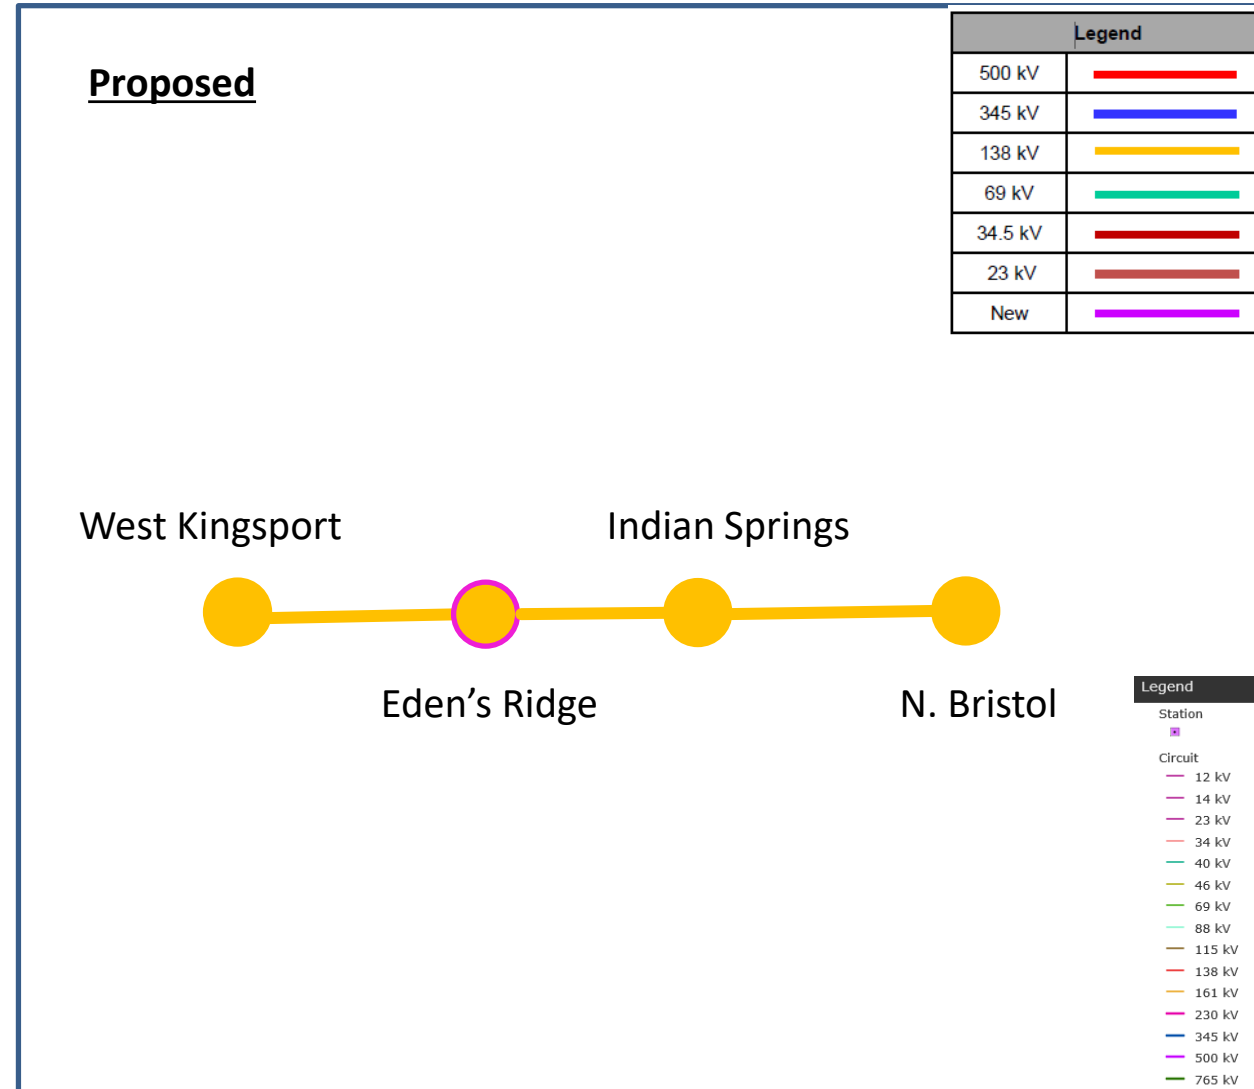 Proposed
Legend
500 kV
345 kV
138 kV
69 kV
34.5 kV
23 kV
New
West Kingsport
Indian Springs
Eden’s Ridge
N. Bristol
Legend
Station
Circuit
12 kV
14 kV
23 kV
34 kV
40 kV
46 kV
69 kV
88 kV
115 kV
138 kV
161 kV
230 kV
345 kV
500 kV
765 kV